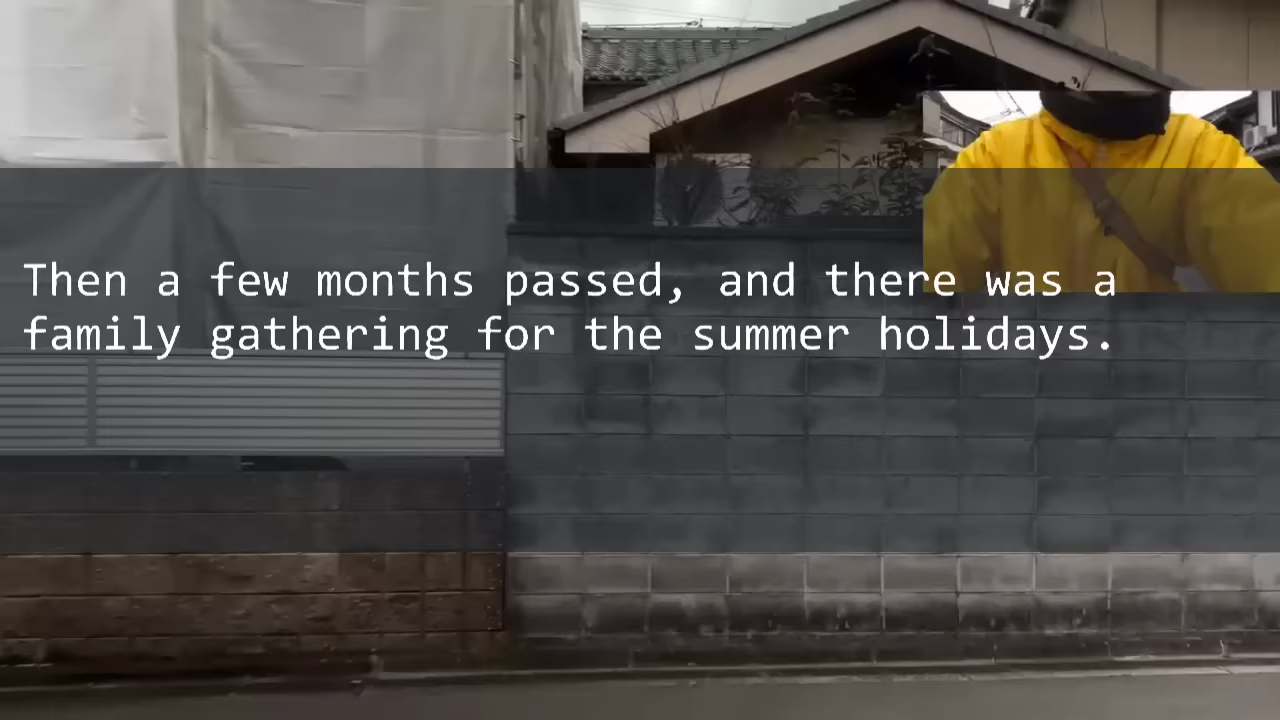 Then a few months passed, and there was a
family gathering for the summer holidays.